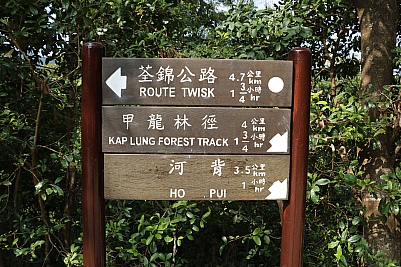 荃錦公路 4.7 公里 km
ROUTE TWISK 1 3/4 小時 hr
甲龍林徑 4 公里 km
KAP LUNG FOREST TRACK 1 3/4 小時 hr
河背 3.5 公里 km
HO PUI 1 小時 hr